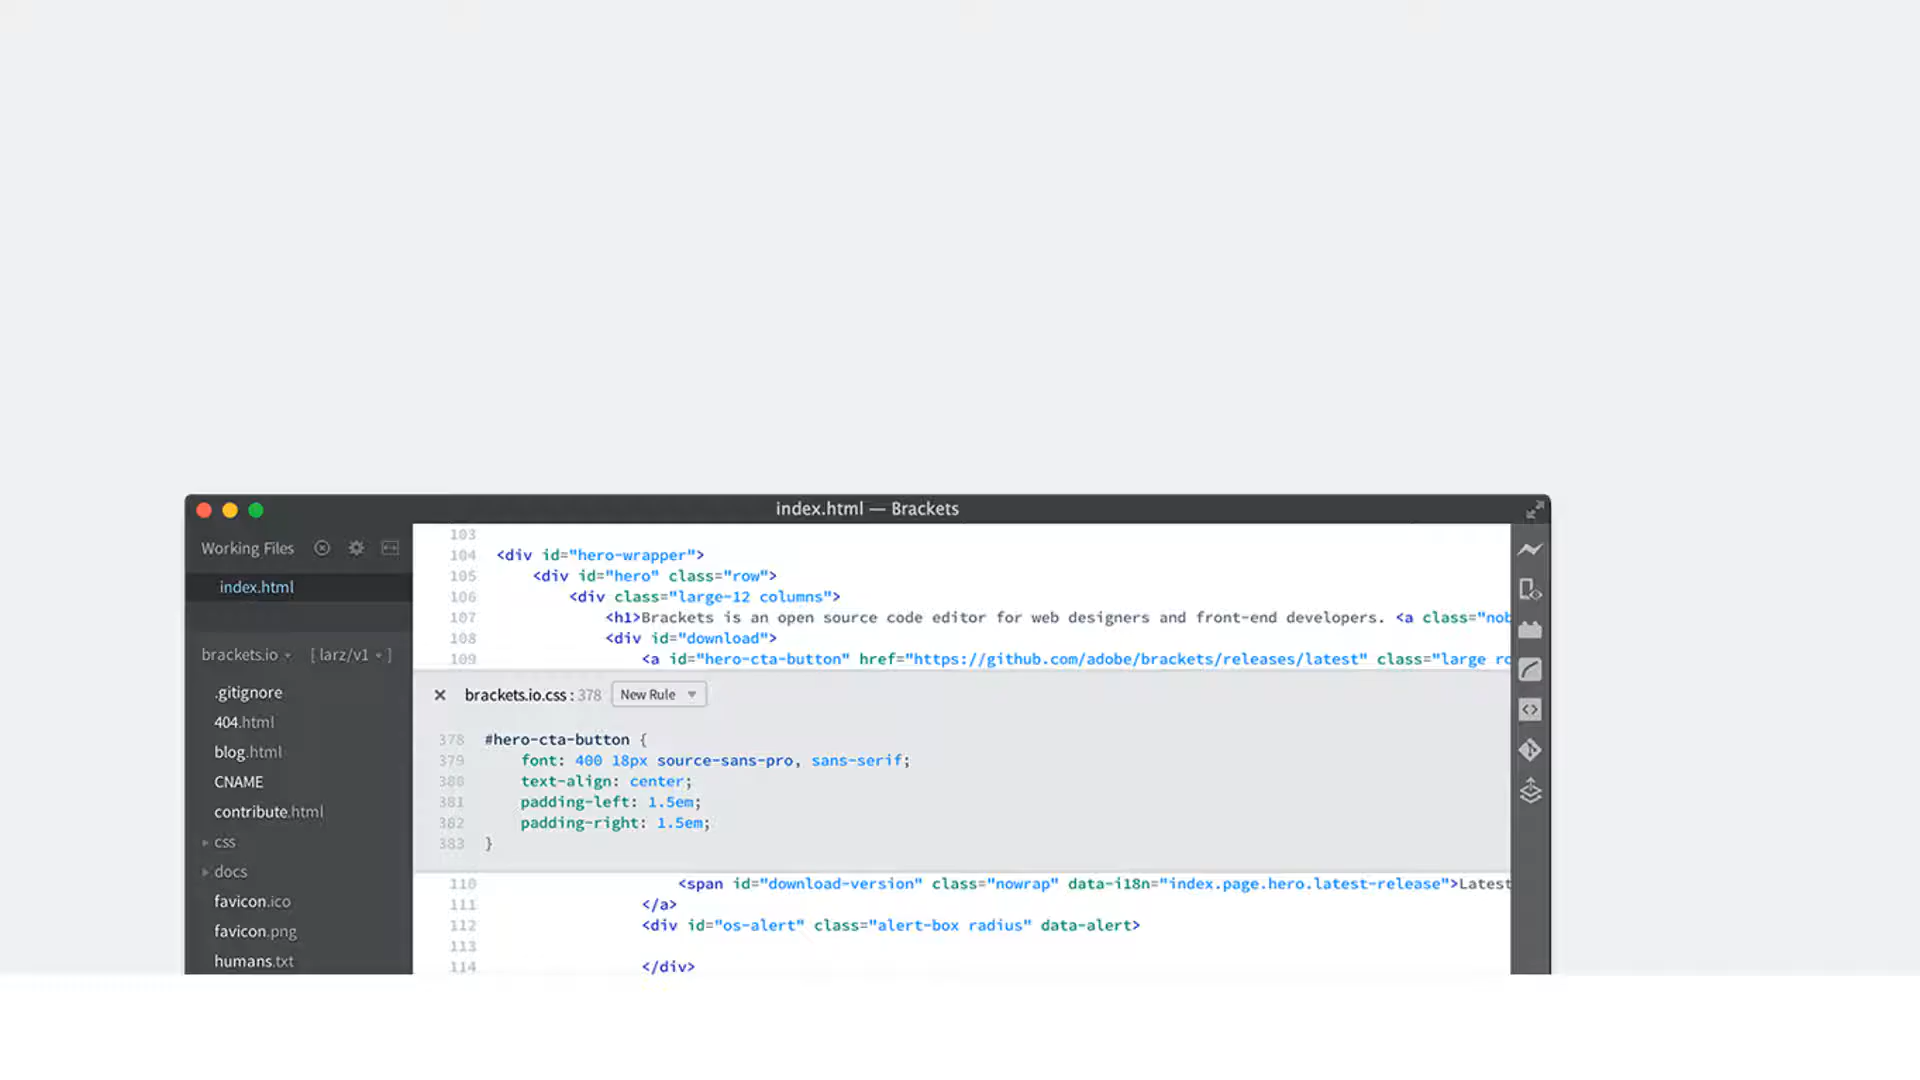 index.html — Brackets
Working Files
index.html
brackets.io [ larz/v1 ]
.gitignore
404.html
blog.html
CNAME
contribute.html
css
docs
favicon.ico
favicon.png
humans.txt
103
104 <div id="hero-wrapper">
105 <div id="hero" class="row">
106 <div class="large-12 columns">
107 <h1>Brackets is an open source code editor for web designers and front-end developers. <a class="nob
108 <div id="download">
109 <a id="hero-cta-button" href="https://github.com/adobe/brackets/releases/latest" class="large ro
× brackets.io.css : 378 New Rule
378 #hero-cta-button {
379 font: 400 18px source-sans-pro, sans-serif;
380 text-align: center;
381 padding-left: 1.5em;
382 padding-right: 1.5em;
383 }
110 <span id="download-version" class="nowrap" data-i18n="index.page.hero.latest-release">Latest
111 </a>
112 <div id="os-alert" class="alert-box radius" data-alert>
113
114 </div>